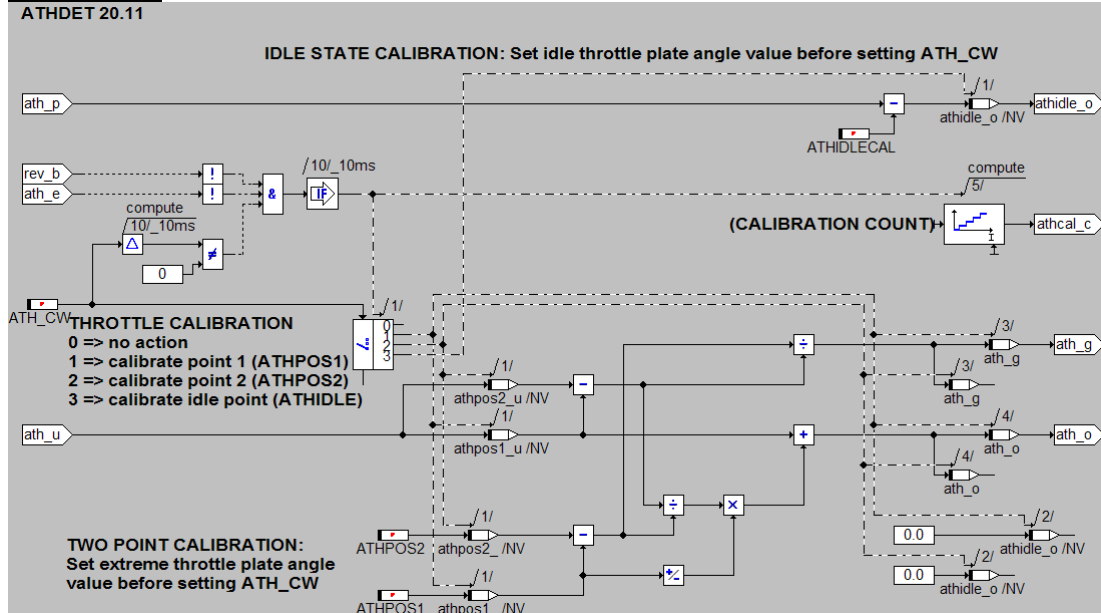 ATHDET 20.11
IDLE STATE CALIBRATION: Set idle throttle plate angle value before setting ATH_CW
/1/
ath_p
-
athidle_o /NV
athidle_o
ATHIDLECAL
/10/_10ms
rev_b
!
ath_e
!
&
IF
compute
/5/
compute
10/_10ms
Δ
≠
0
(CALIBRATION COUNT)
I
athcal_c
ATH_CW
/1/
THROTTLE CALIBRATION
0 => no action
1 => calibrate point 1 (ATHPOS1)
2 => calibrate point 2 (ATHPOS2)
3 => calibrate idle point (ATHIDLE)
0
1
2
3
/3/
÷
ath_g
ath_g
/1/
athpos2_u /NV
-
/3/
ath_g
ath_u
/1/
athpos1_u /NV
+
/4/
ath_o
ath_o
/4/
ath_o
÷
×
/1/
ATHPOS2
athpos2_ /NV
-
/2/
0.0
athidle_o /NV
TWO POINT CALIBRATION:
Set extreme throttle plate angle
value before setting ATH_CW
+/-
/2/
0.0
athidle_o /NV
/1/
ATHPOS1
athpos1_ /NV